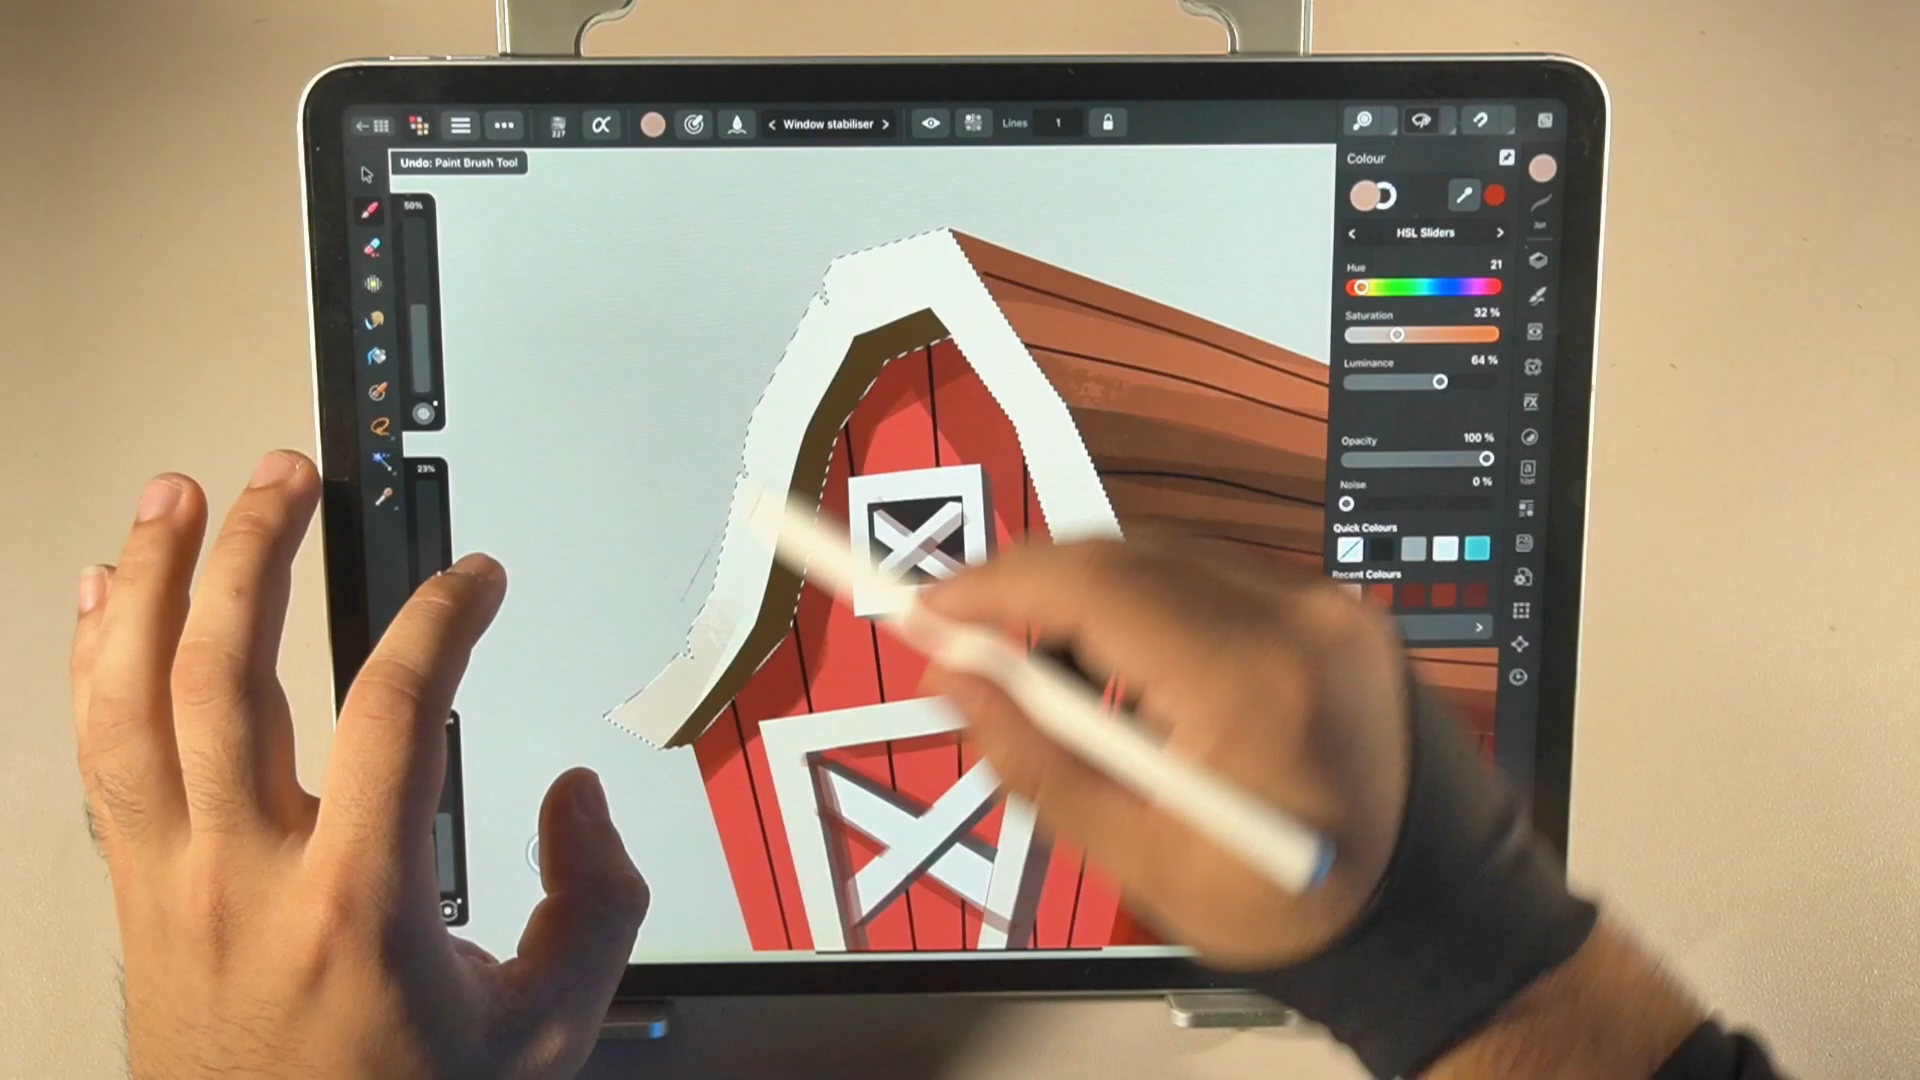 227
Window stabiliser
Lines 1
Undo: Paint Brush Tool
50%
23%
Colour
HSL Sliders
Hue 21
Saturation 32 %
Luminance 64 %
Opacity 100 %
Noise 0 %
Quick Colours
Recent Colours